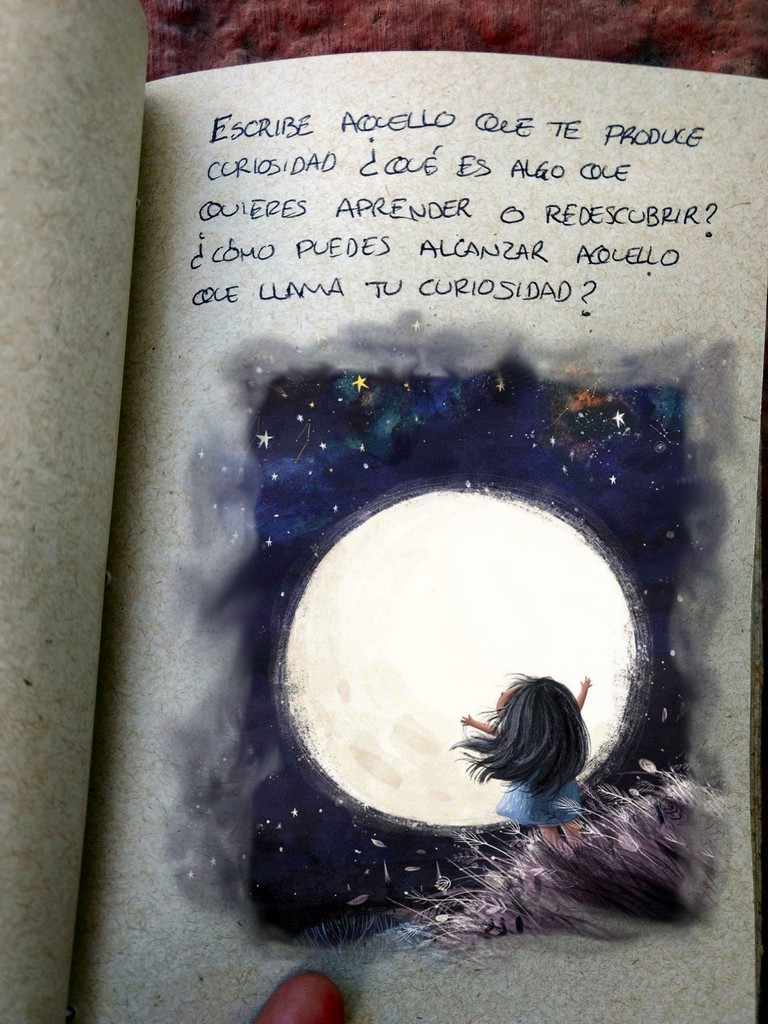 ESCRIBE AQUELLO QUE TE PRODUCE
CURIOSIDAD ¿QUÉ ES ALGO QUE
QUIERES APRENDER O REDESCUBRIR?
¿CÓMO PUEDES ALCANZAR AQUELLO
QUE LLAMA TU CURIOSIDAD?